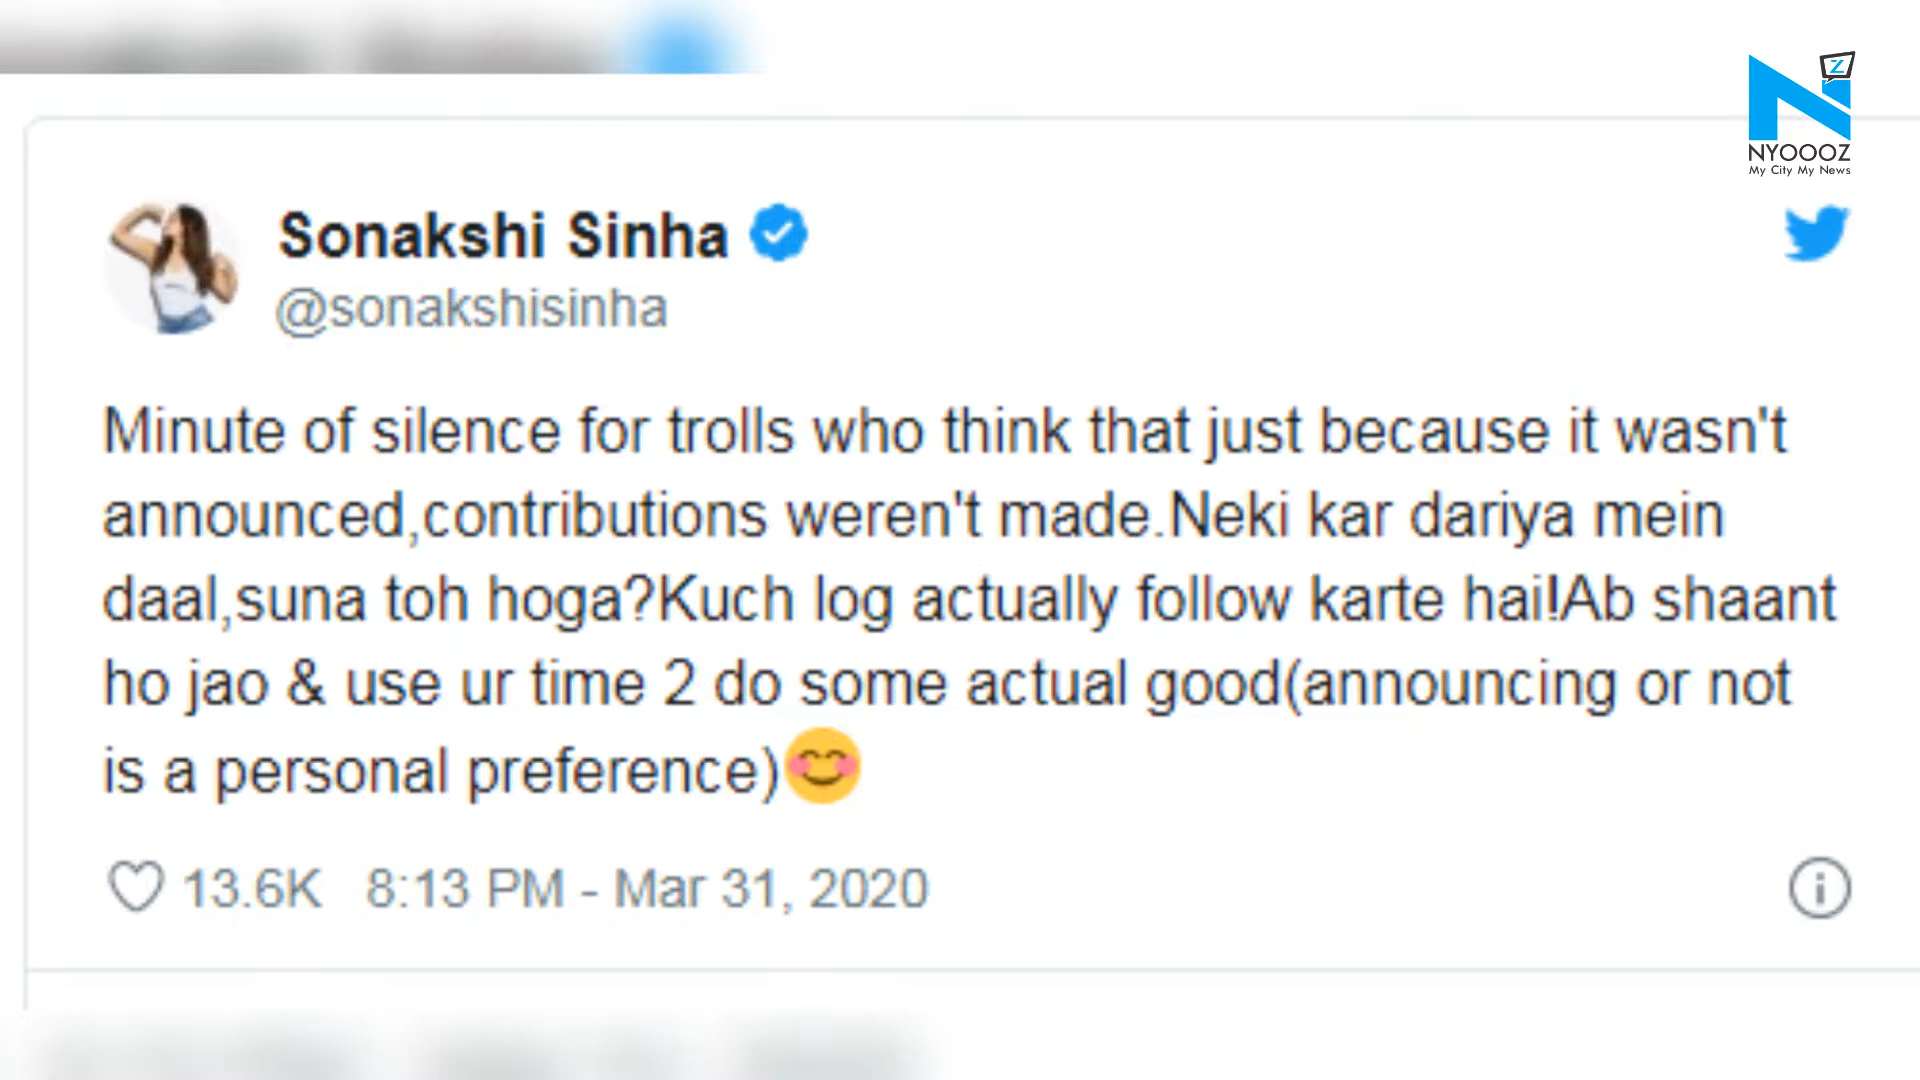 Z
NYOOOZ
My City My News
Sonakshi Sinha
@sonakshisinha
Minute of silence for trolls who think that just because it wasn't
announced,contributions weren't made.Neki kar dariya mein
daal,suna toh hoga?Kuch log actually follow karte hai!Ab shaant
ho jao & use ur time 2 do some actual good(announcing or not
is a personal preference)😊
13.6K 8:13 PM - Mar 31, 2020